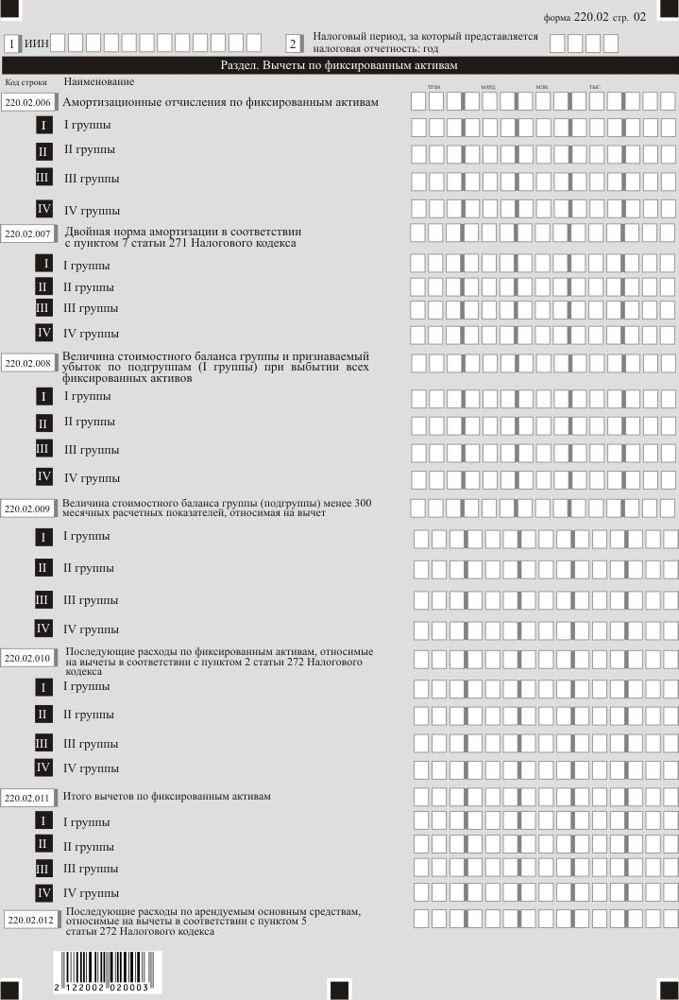 форма 220.02 стр. 02
1 ИИН
2 Налоговый период, за который представляется
налоговая отчетность: год
Раздел. Вычеты по фиксированным активам
Код строки Наименование
ТРЛН. МЛРД. МЛН. ТЫС.
220.02.006 Амортизационные отчисления по фиксированным активам
I I группы
II II группы
III III группы
IV IV группы
220.02.007 Двойная норма амортизации в соответствии
с пунктом 7 статьи 271 Налогового кодекса
I I группы
II II группы
III III группы
IV IV группы
220.02.008 Величина стоимостного баланса группы и признаваемый
убыток по подгруппам (I группы) при выбытии всех
фиксированных активов
I I группы
II II группы
III III группы
IV IV группы
220.02.009 Величина стоимостного баланса группы (подгруппы) менее 300
месячных расчетных показателей, относимая на вычет
I I группы
II II группы
III III группы
IV IV группы
220.02.010 Последующие расходы по фиксированным активам, относимые
на вычеты в соответствии с пунктом 2 статьи 272 Налогового
кодекса
I I группы
II II группы
III III группы
IV IV группы
220.02.011 Итого вычетов по фиксированным активам
I I группы
II II группы
III III группы
IV IV группы
220.02.012 Последующие расходы по арендуемым основным средствам,
относимые на вычеты в соответствии с пунктом 5
статьи 272 Налогового кодекса
2 122002 020003